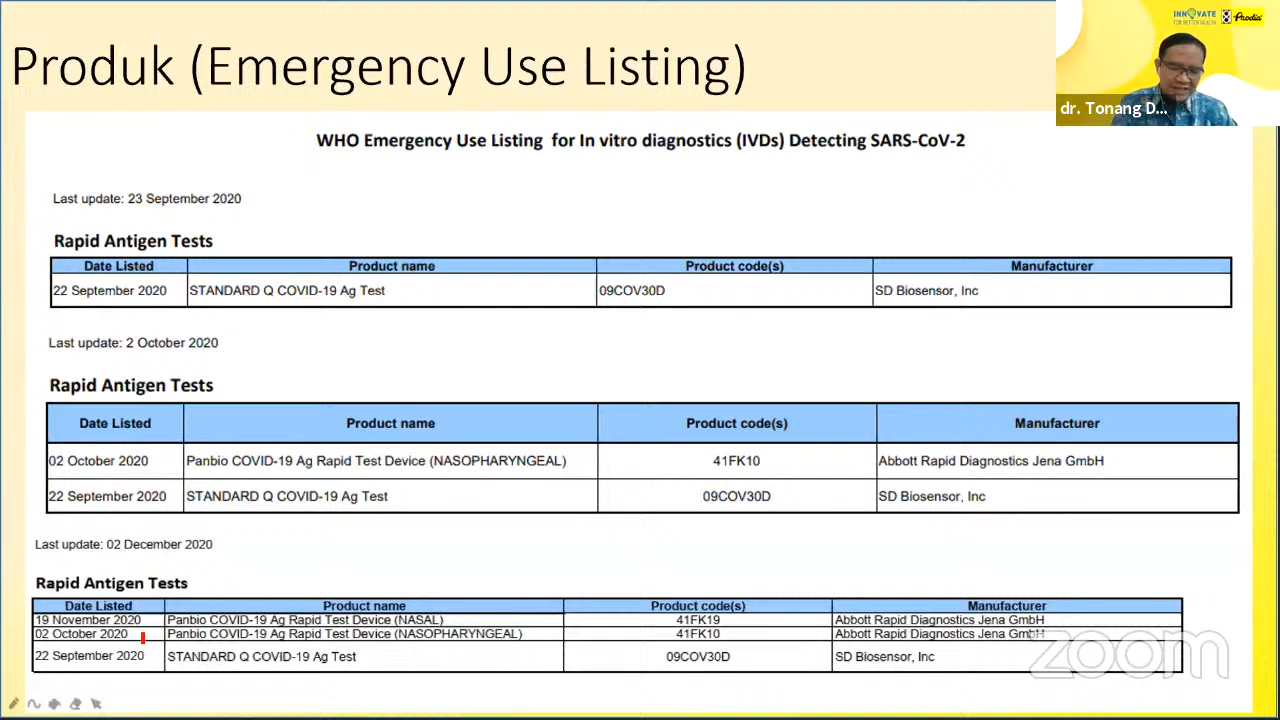 Produk (Emergency Use Listing)
INNOVATE
FOR BETTER HEALTH
Prodia
dr. Tonang D...
WHO Emergency Use Listing for In vitro diagnostics (IVDs) Detecting SARS-CoV-2
Last update: 23 September 2020
Rapid Antigen Tests
Date Listed Product name Product code(s) Manufacturer
22 September 2020 STANDARD Q COVID-19 Ag Test 09COV30D SD Biosensor, Inc
Last update: 2 October 2020
Rapid Antigen Tests
Date Listed Product name Product code(s) Manufacturer
02 October 2020 Panbio COVID-19 Ag Rapid Test Device (NASOPHARYNGEAL) 41FK10 Abbott Rapid Diagnostics Jena GmbH
22 September 2020 STANDARD Q COVID-19 Ag Test 09COV30D SD Biosensor, Inc
Last update: 02 December 2020
Rapid Antigen Tests
Date Listed Product name Product code(s) Manufacturer
19 November 2020 Panbio COVID-19 Ag Rapid Test Device (NASAL) 41FK19 Abbott Rapid Diagnostics Jena GmbH
02 October 2020 Panbio COVID-19 Ag Rapid Test Device (NASOPHARYNGEAL) 41FK10 Abbott Rapid Diagnostics Jena GmbH
22 September 2020 STANDARD Q COVID-19 Ag Test 09COV30D SD Biosensor, Inc
zoom